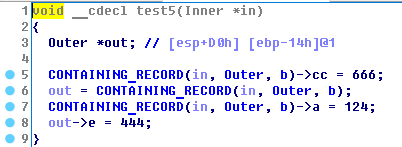 1 void __cdecl test5(Inner *in)
2 {
3 Outer *out; // [esp+D0h] [ebp-14h]@1
4
5 CONTAINING_RECORD(in, Outer, b)->cc = 666;
6 out = CONTAINING_RECORD(in, Outer, b);
7 CONTAINING_RECORD(in, Outer, b)->a = 124;
8 out->e = 444;
9 }